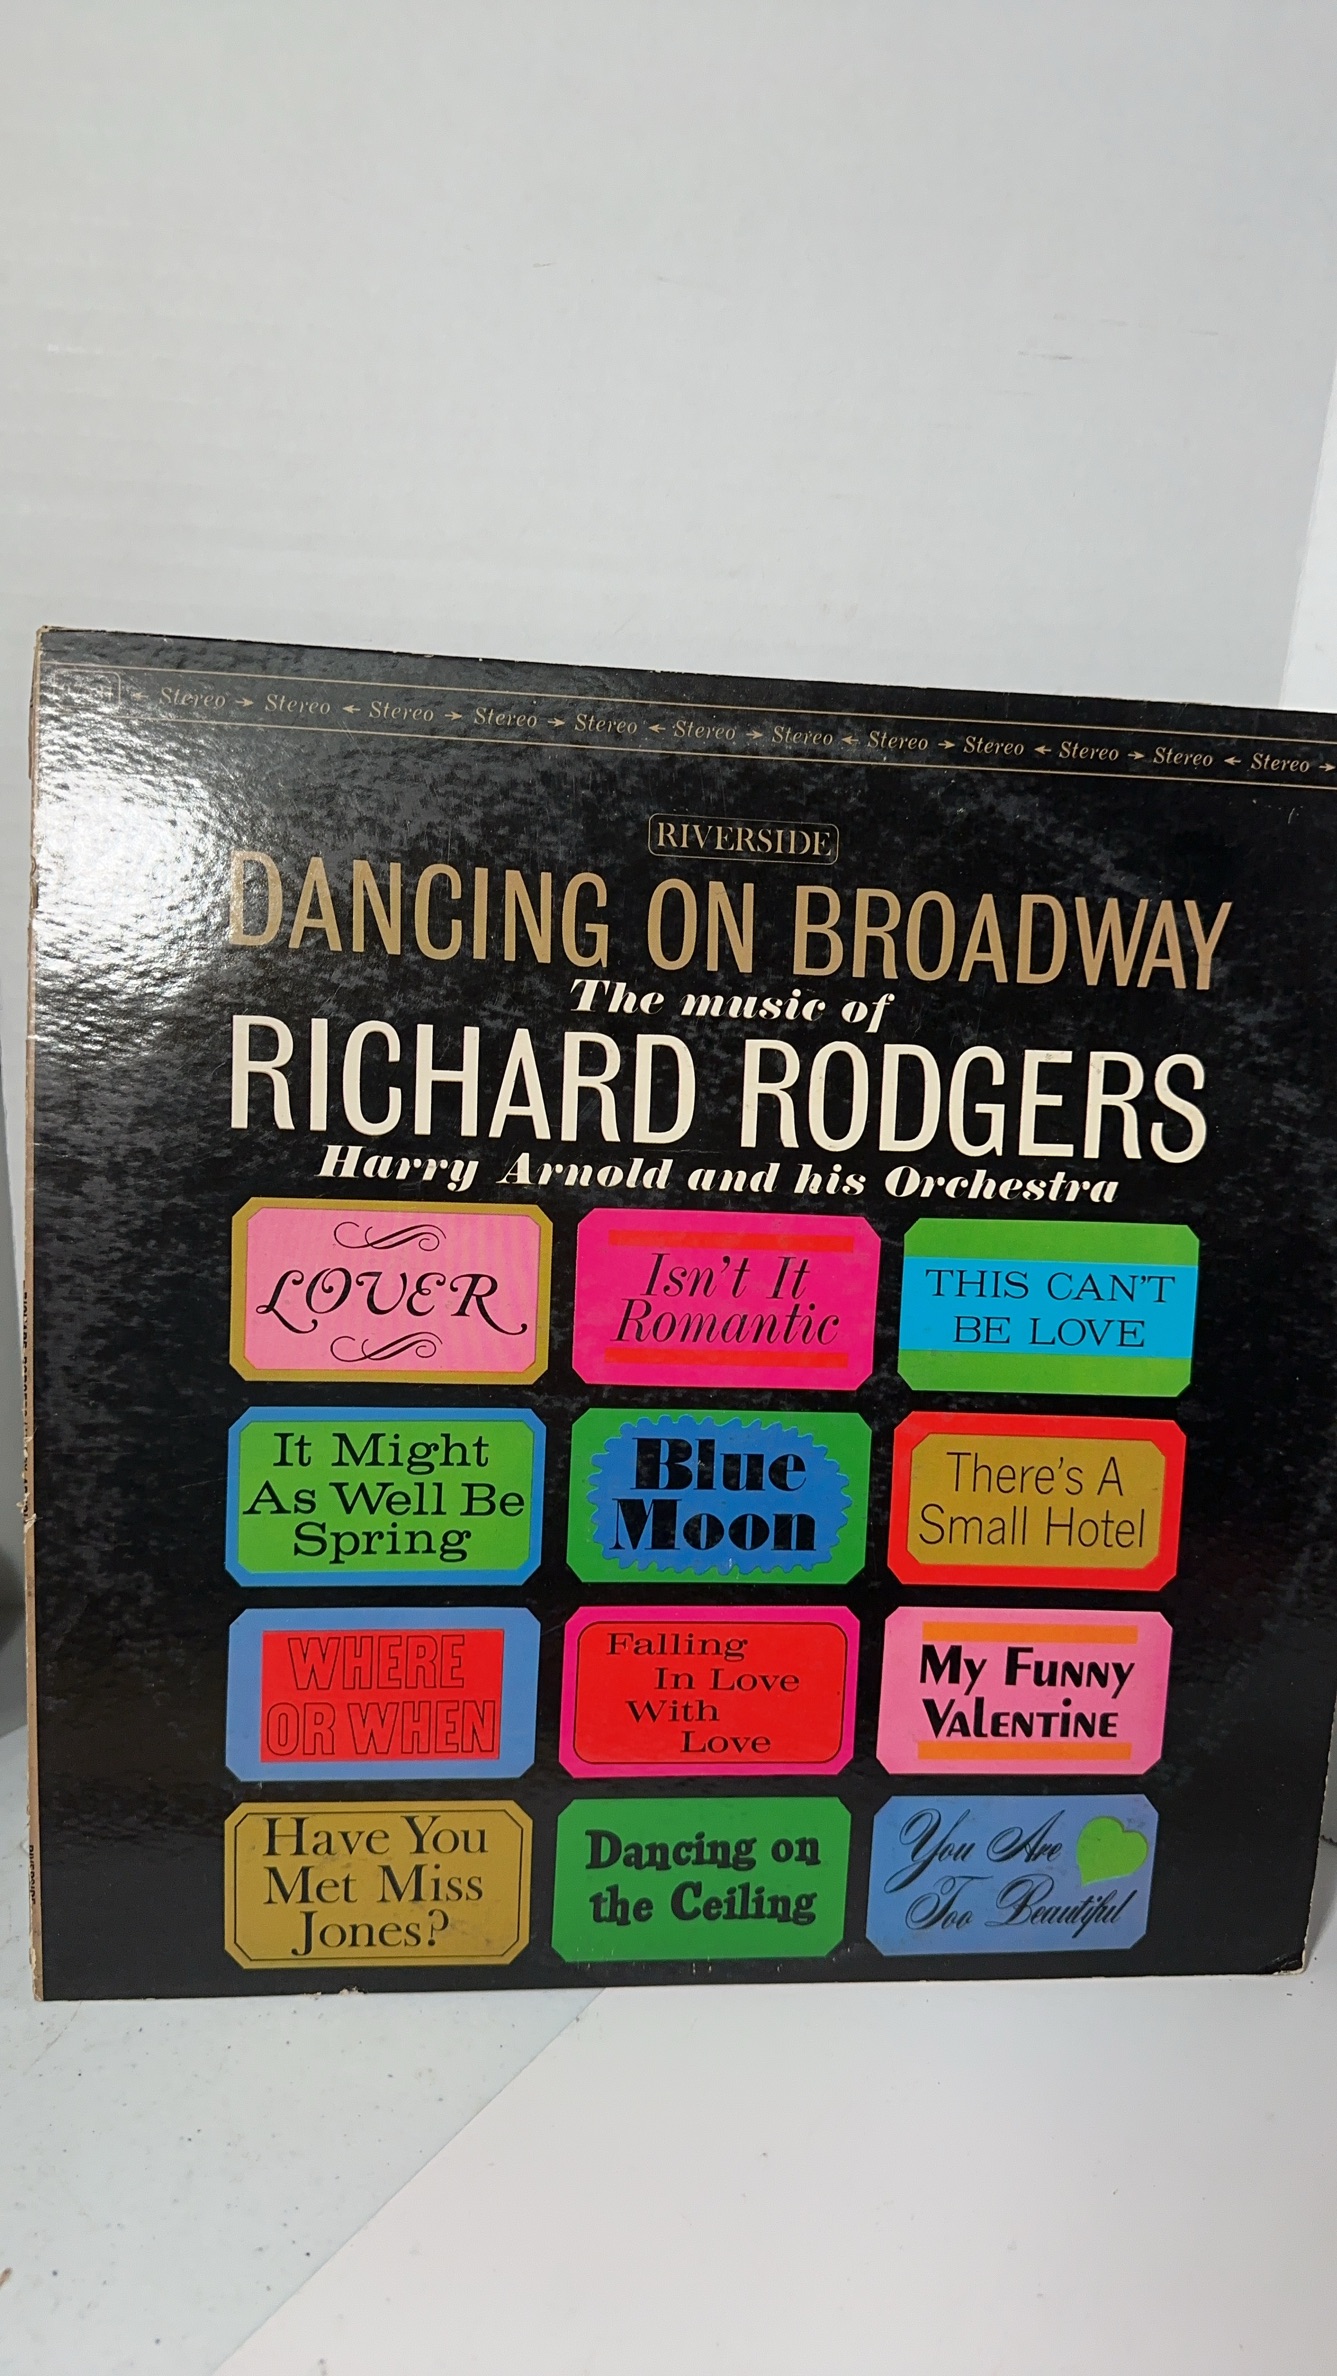 ← Stereo → Stereo ← Stereo → Stereo → Stereo ← Stereo → Stereo ← Stereo → Stereo ← Stereo → Stereo ← Stereo →
RIVERSIDE
DANCING ON BROADWAY
The music of
RICHARD RODGERS
Harry Arnold and his Orchestra
LOVER
Isn't It
Romantic
THIS CAN'T
BE LOVE
It Might
As Well Be
Spring
Blue
Moon
There's A
Small Hotel
WHERE
OR WHEN
Falling
In Love
With
Love
My Funny
Valentine
Have You
Met Miss
Jones?
Dancing on
the Ceiling
You Are
Too Beautiful